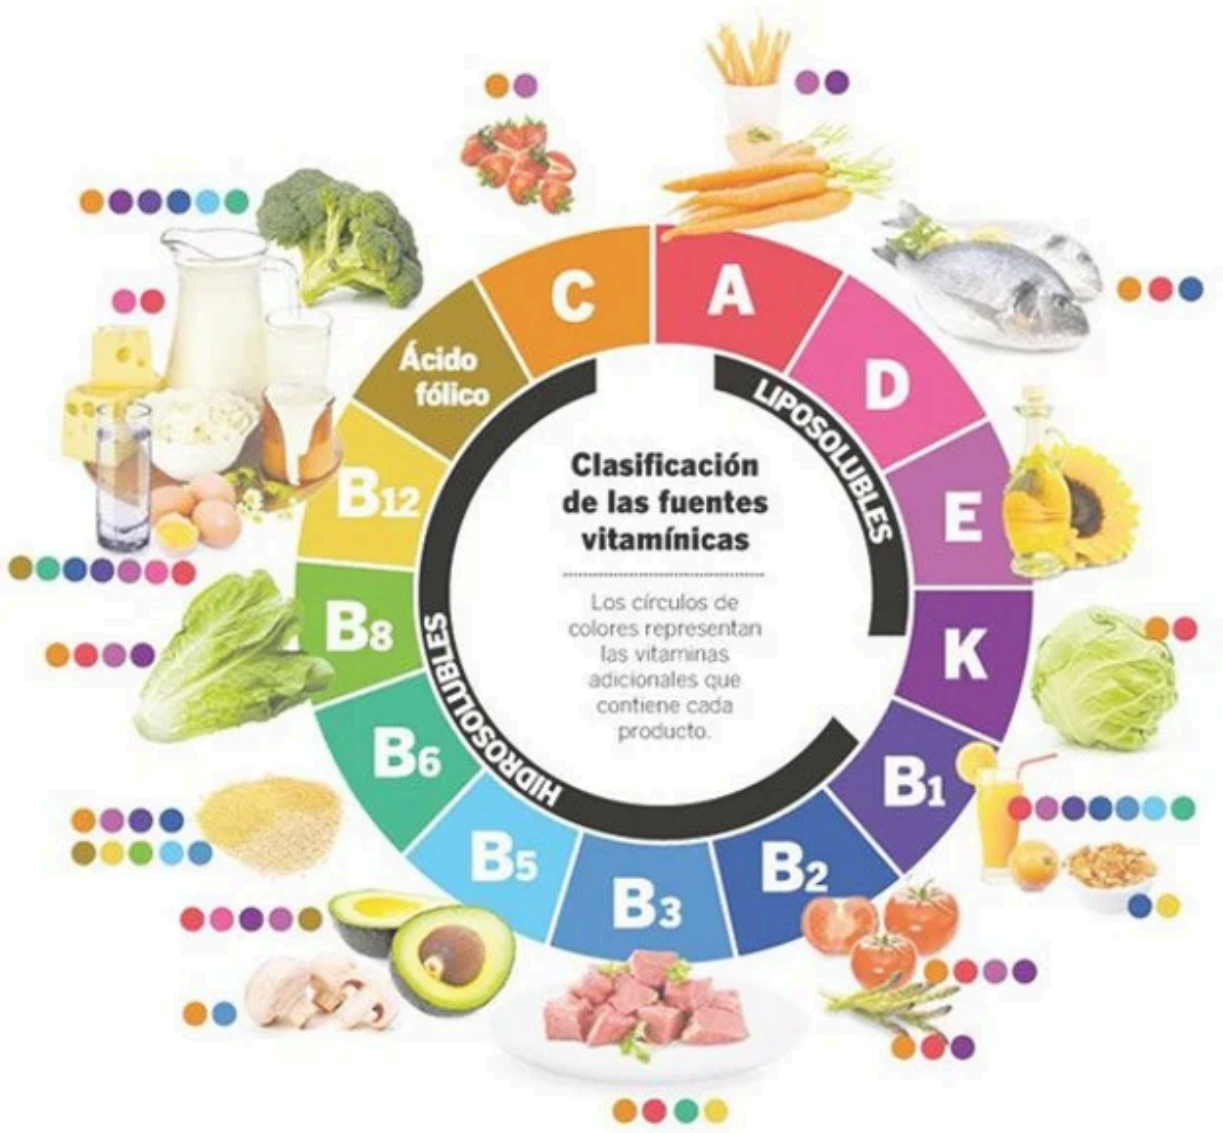 C
A
Ácido
fólico
D
LIPOSOLUBLES
Clasificación
de las fuentes
vitamínicas
B12
E
Los círculos de
colores representan
las vitaminas
adicionales que
contiene cada
producto.
B8
K
HIDROSOLUBLES
B6
B1
B5
B2
B3